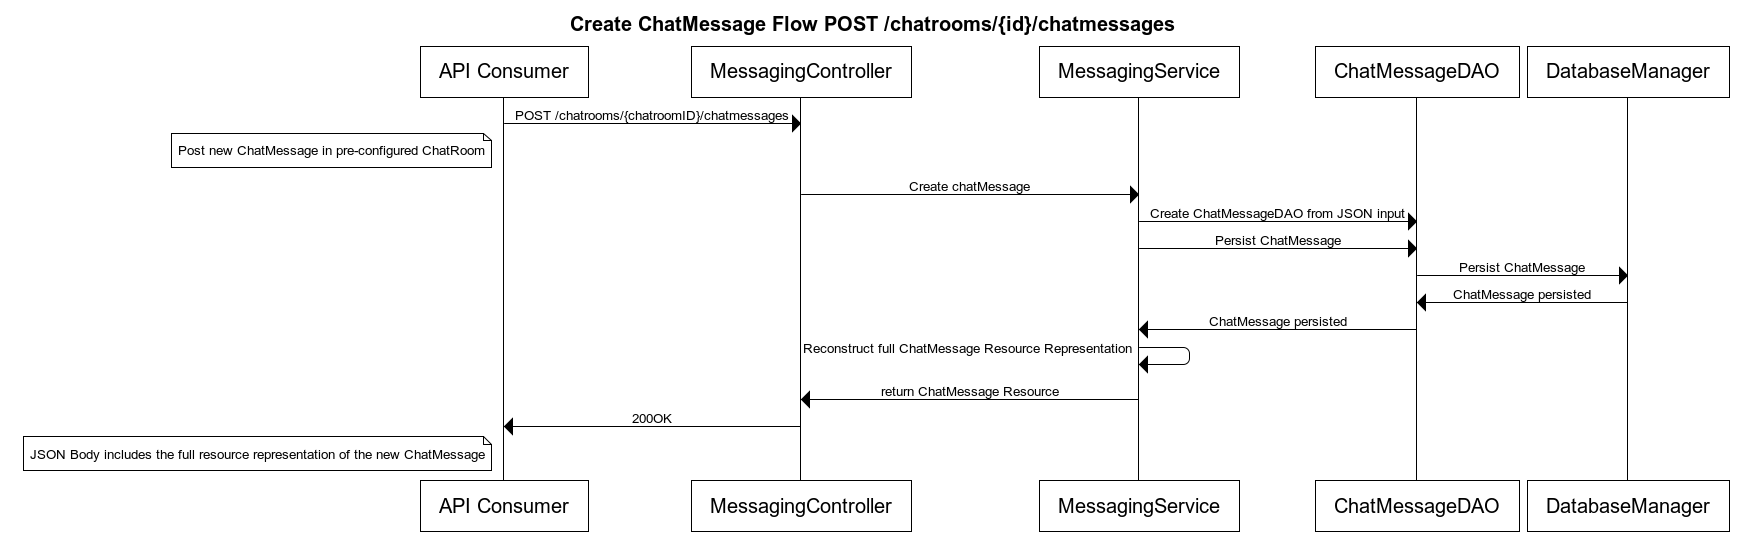 Create ChatMessage Flow POST /chatrooms/{id}/chatmessages
API Consumer
MessagingController
MessagingService
ChatMessageDAO
DatabaseManager
POST /chatrooms/{chatroomID}/chatmessages
Post new ChatMessage in pre-configured ChatRoom
Create chatMessage
Create ChatMessageDAO from JSON input
Persist ChatMessage
Persist ChatMessage
ChatMessage persisted
ChatMessage persisted
Reconstruct full ChatMessage Resource Representation
return ChatMessage Resource
200OK
JSON Body includes the full resource representation of the new ChatMessage
API Consumer
MessagingController
MessagingService
ChatMessageDAO
DatabaseManager